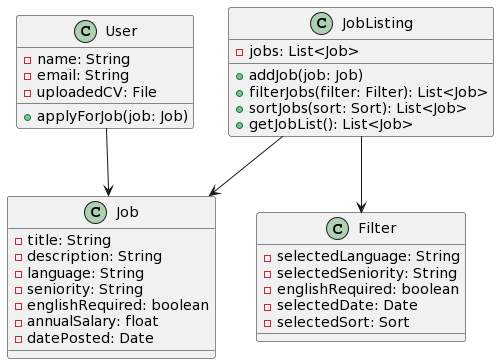 C User
name: String
email: String
uploadedCV: File
applyForJob(job: Job)
C JobListing
jobs: List<Job>
addJob(job: Job)
filterJobs(filter: Filter): List<Job>
sortJobs(sort: Sort): List<Job>
getJobList(): List<Job>
C Job
title: String
description: String
language: String
seniority: String
englishRequired: boolean
annualSalary: float
datePosted: Date
C Filter
selectedLanguage: String
selectedSeniority: String
englishRequired: boolean
selectedDate: Date
selectedSort: Sort